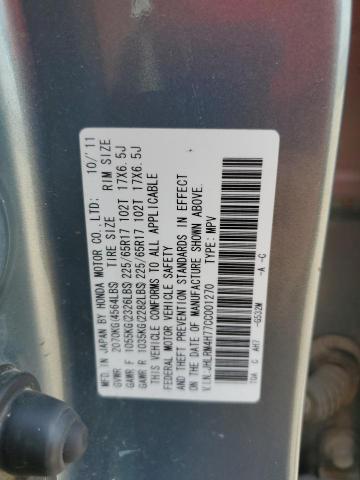 MFD. IN JAPAN BY HONDA MOTOR CO., LTD: 10/'11
TIRE SIZE RIM SIZE
GVWR 2070KG(4564LBS)
GAWR F 1055KG(2326LBS) 225/65R17 102T 17X6.5J
GAWR R 1035KG(2282LBS) 225/65R17 102T 17X6.5J
THIS VEHICLE CONFORMS TO ALL APPLICABLE
FEDERAL MOTOR VEHICLE SAFETY
AND THEFT PREVENTION STANDARDS IN EFFECT
ON THE DATE OF MANUFACTURE SHOWN ABOVE.
V.I.N. JHLRM4H77CC001270 TYPE: MPV
T0A C AH7 -G532M -A -C